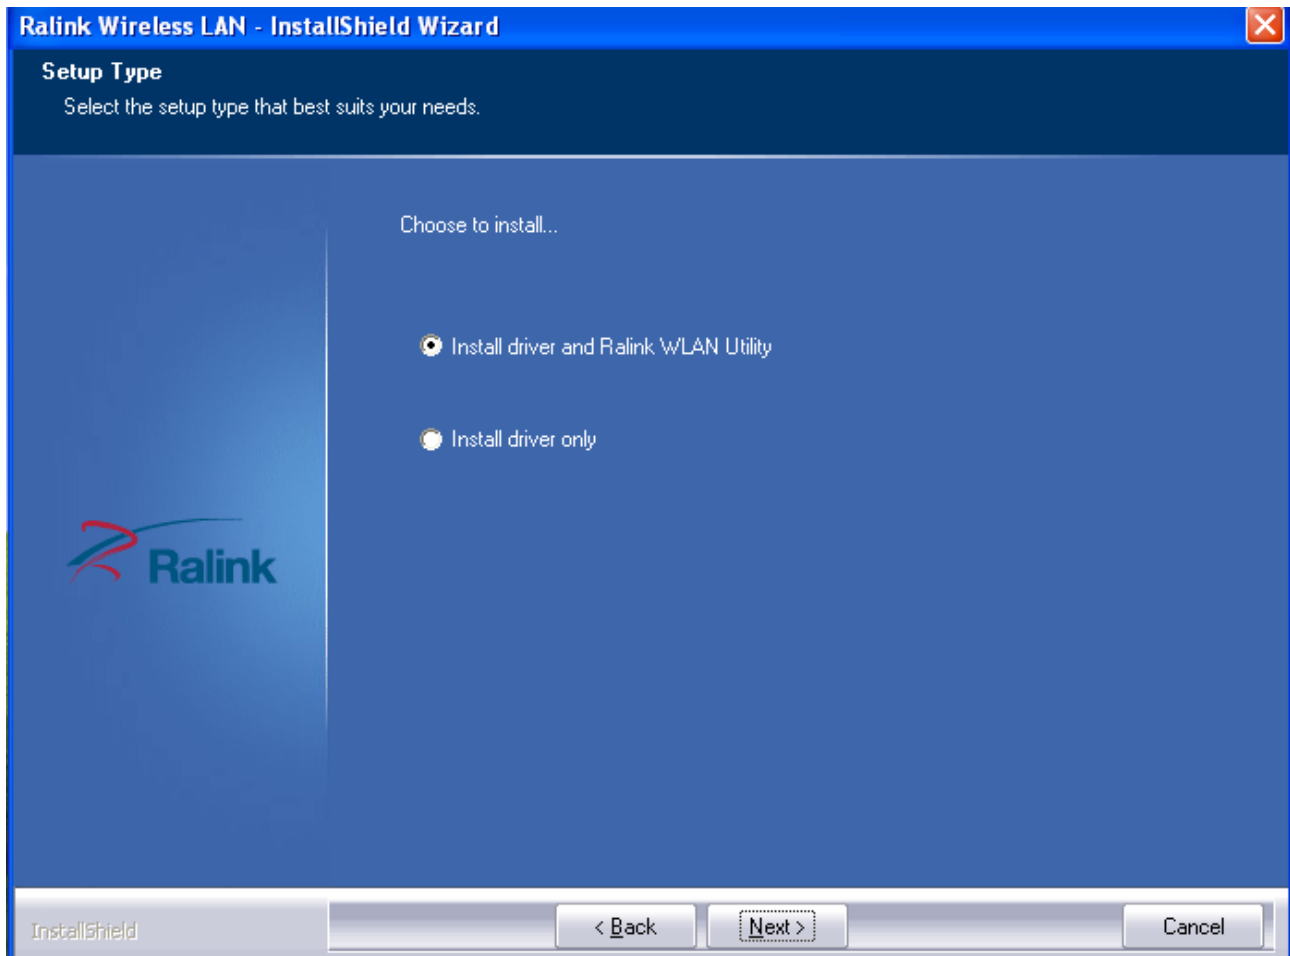 Ralink Wireless LAN - InstallShield Wizard
Setup Type
Select the setup type that best suits your needs.
Choose to install...
Install driver and Ralink WLAN Utility
Install driver only
Ralink
InstallShield
< Back
Next >
Cancel